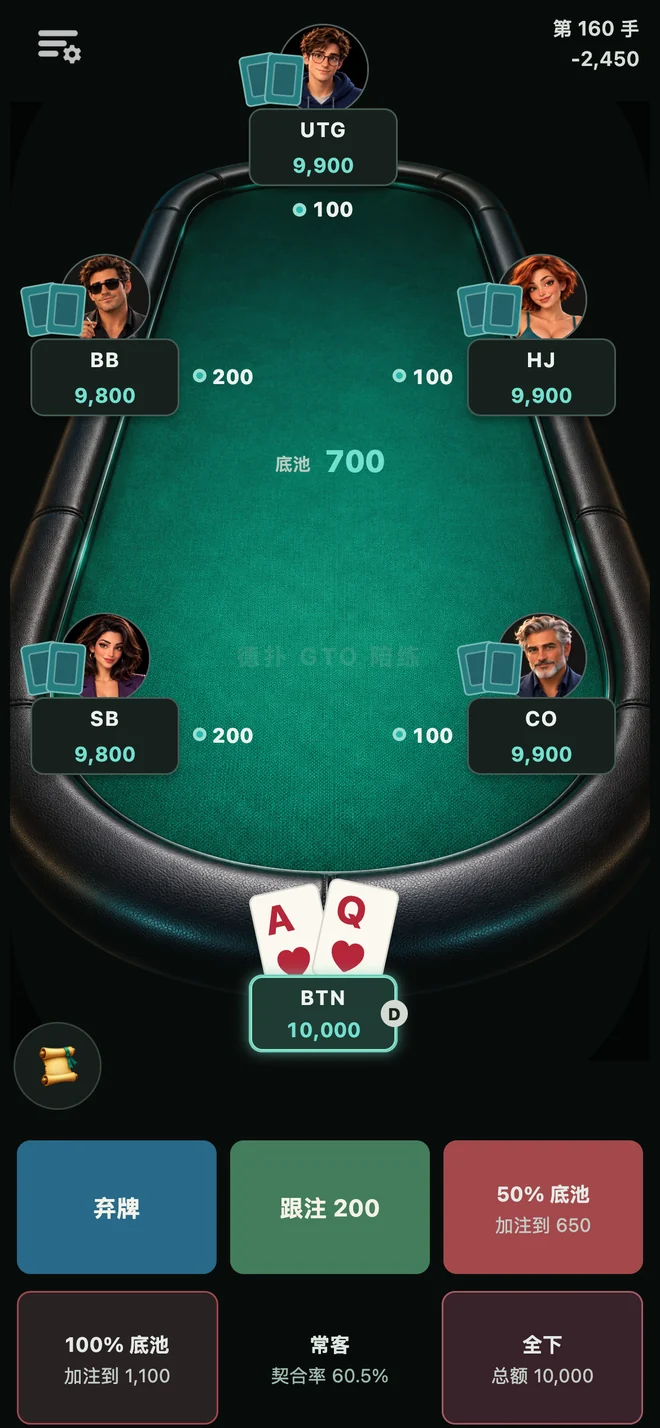 第 160 手
-2,450
UTG
9,900
100
BB
9,800
200
HJ
9,900
100
底池 700
德扑 GTO 陪练
SB
9,800
200
CO
9,900
100
A
Q
BTN
10,000
D
弃牌
跟注 200
50% 底池
加注到 650
100% 底池
加注到 1,100
常客
契合率 60.5%
全下
总额 10,000